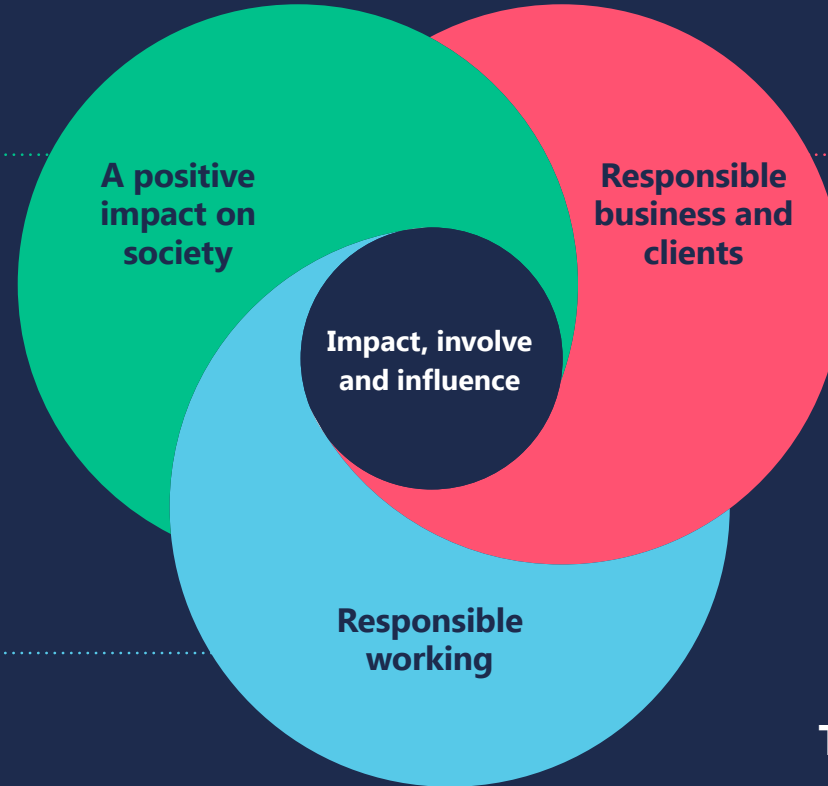 A positive
impact on
society
Responsible
business and
clients
Impact, involve
and influence
Responsible
working